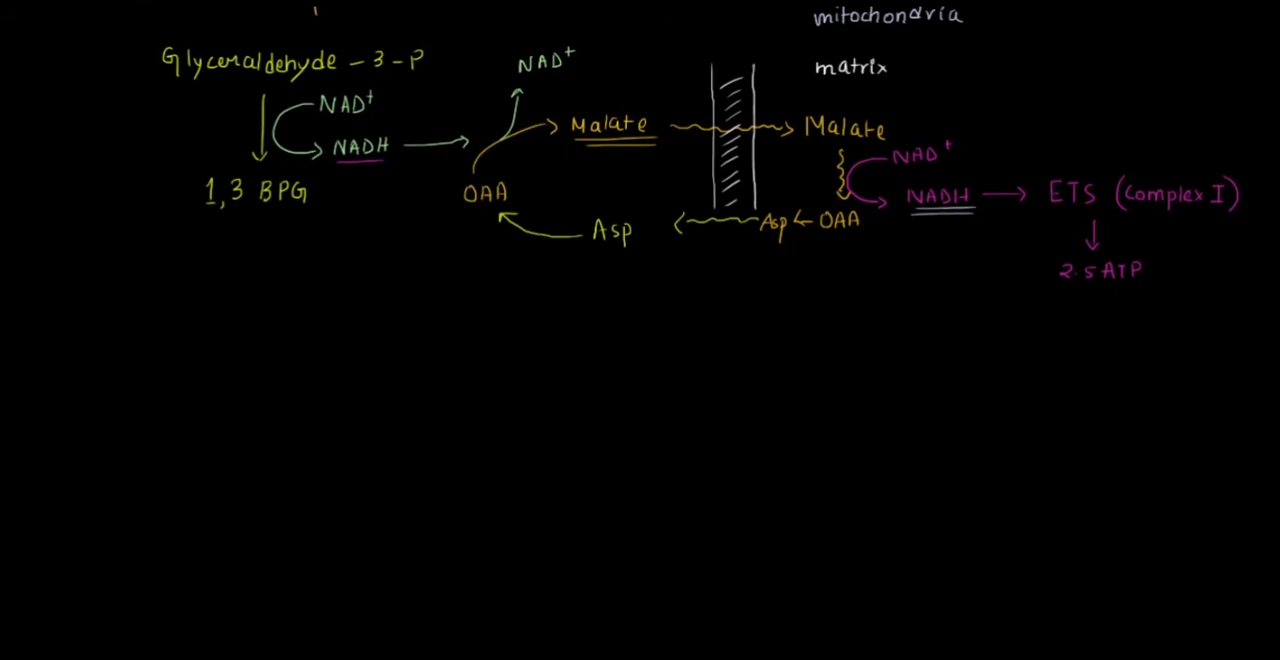 mitochondria
matrix
Glyceraldehyde - 3 - P
NAD+
NAD+
NADH
Malate
Malate
NAD+
1,3 BPG
OAA
NADH
ETS (Complex I)
Asp
Asp ← OAA
2.5 ATP